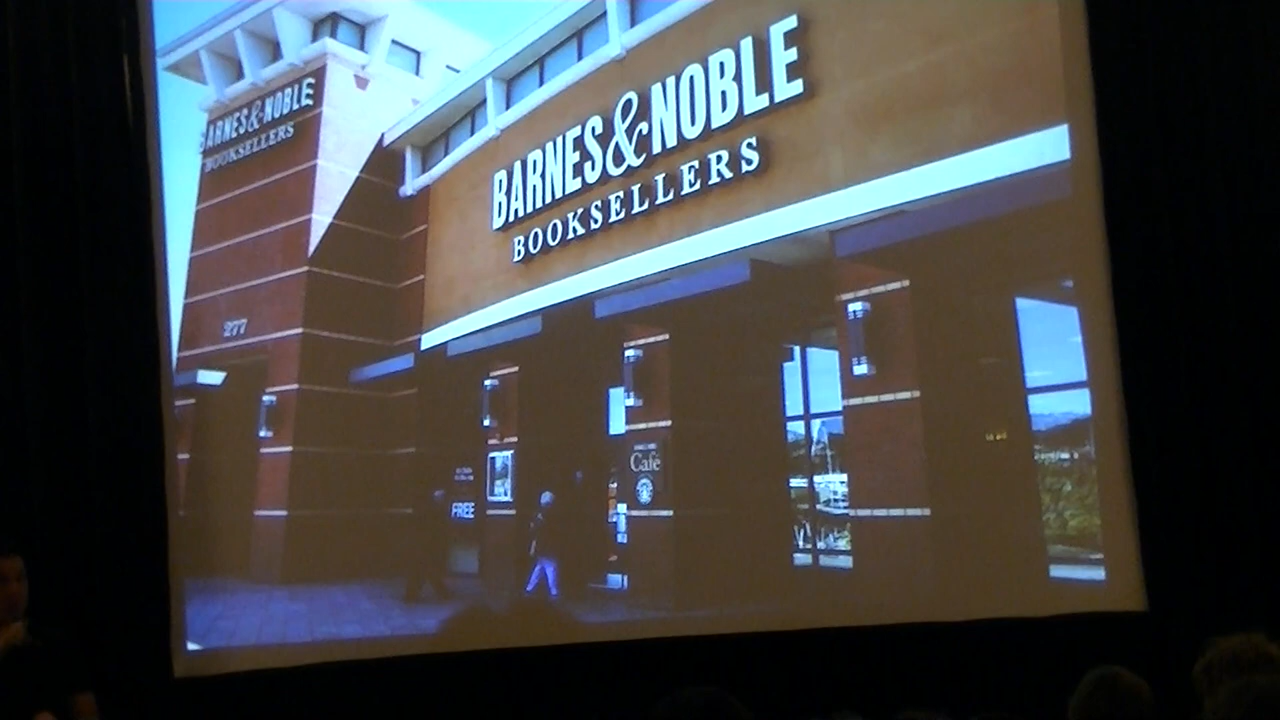 BARNES & NOBLE
BOOKSELLERS
BARNES & NOBLE
BOOKSELLERS
277
Café
FREE